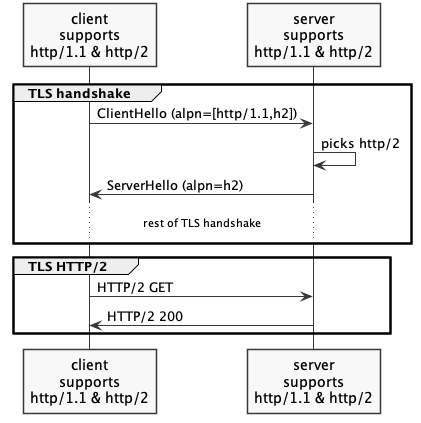 client
supports
http/1.1 & http/2
server
supports
http/1.1 & http/2
TLS handshake
ClientHello (alpn=[http/1.1,h2])
picks http/2
ServerHello (alpn=h2)
rest of TLS handshake
TLS HTTP/2
HTTP/2 GET
HTTP/2 200
client
supports
http/1.1 & http/2
server
supports
http/1.1 & http/2